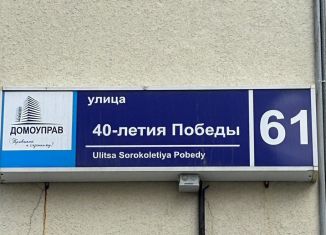 улица
40-летия Победы
Ulitsa Sorokoletiya Pobedy
61
ДОМОУПРАВ